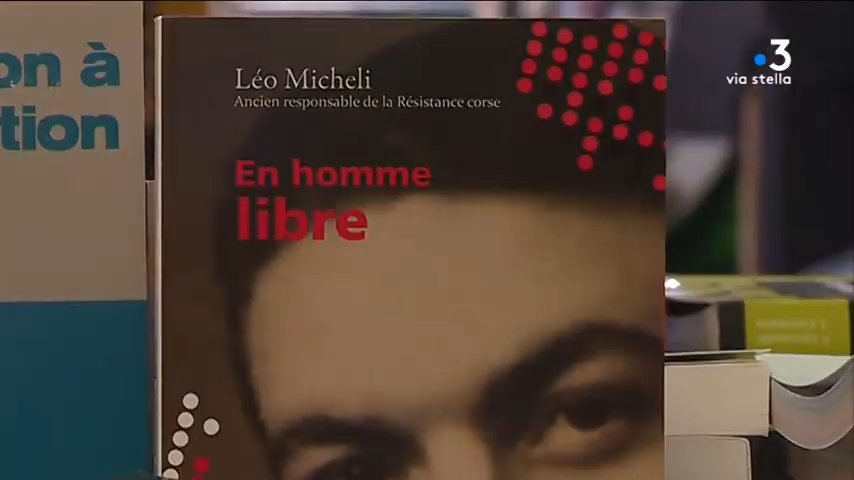 on à
tion
Léo Micheli
Ancien responsable de la Résistance corse
En homme
libre
3
via stella